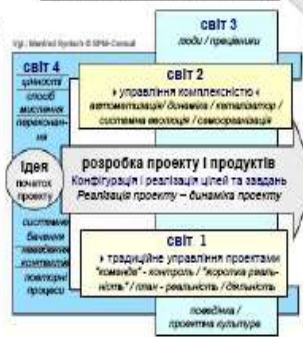 Vgl.: Manfred Saynisch © SPM-Consult
світ 3
люди / працівники
світ 4
цінності
спосіб
мислення
переконан-
ня
світ 2
управління комплексністю
автоматизація/ динаміка / каталізатор /
системна еволюція / самоорганізація
ідея
початок
проекту
розробка проекту і продуктів
Конфігурація і реалізація цілей та завдань
Реалізація проекту – динаміка проекту
системне
бачення
контекстів
повторні
процеси
світ 1
традиційне управління проектами
"команда" - контроль / "коротка реаль-
ність" / план - реальність / діяльність
поведінка /
проектна культура